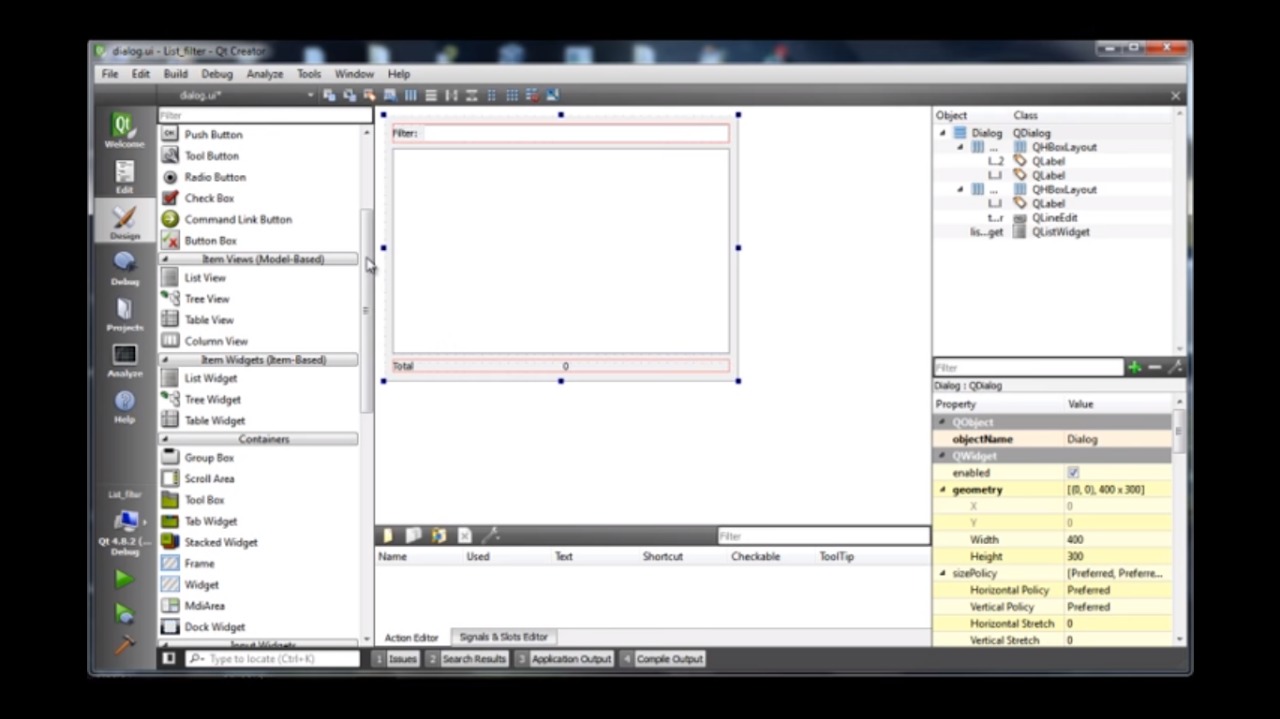 dialog.ui - List_filter - Qt Creator
File Edit Build Debug Analyze Tools Window Help
dialog.ui*
Welcome
Edit
Design
Debug
Projects
Analyze
Help
List_filter
Qt 4.8.2 (...
Debug
Filter
Push Button
Tool Button
Radio Button
Check Box
Command Link Button
Button Box
Item Views (Model-Based)
List View
Tree View
Table View
Column View
Item Widgets (Item-Based)
List Widget
Tree Widget
Table Widget
Containers
Group Box
Scroll Area
Tool Box
Tab Widget
Stacked Widget
Frame
Widget
MdiArea
Dock Widget
Input Widgets
Filter:
Total 0
Filter
Name Used Text Shortcut Checkable ToolTip
Action Editor Signals & Slots Editor
Object Class
Dialog QDialog
... QHBoxLayout
l...2 QLabel
l...l QLabel
... QHBoxLayout
l...l QLabel
t...r QLineEdit
lis...get QListWidget
Filter
Dialog : QDialog
Property Value
QObject
objectName Dialog
QWidget
enabled
geometry [(0, 0), 400 x 300]
X 0
Y 0
Width 400
Height 300
sizePolicy [Preferred, Preferre...
Horizontal Policy Preferred
Vertical Policy Preferred
Horizontal Stretch 0
Vertical Stretch 0
Type to locate (Ctrl+K) 1 Issues 2 Search Results 3 Application Output 4 Compile Output